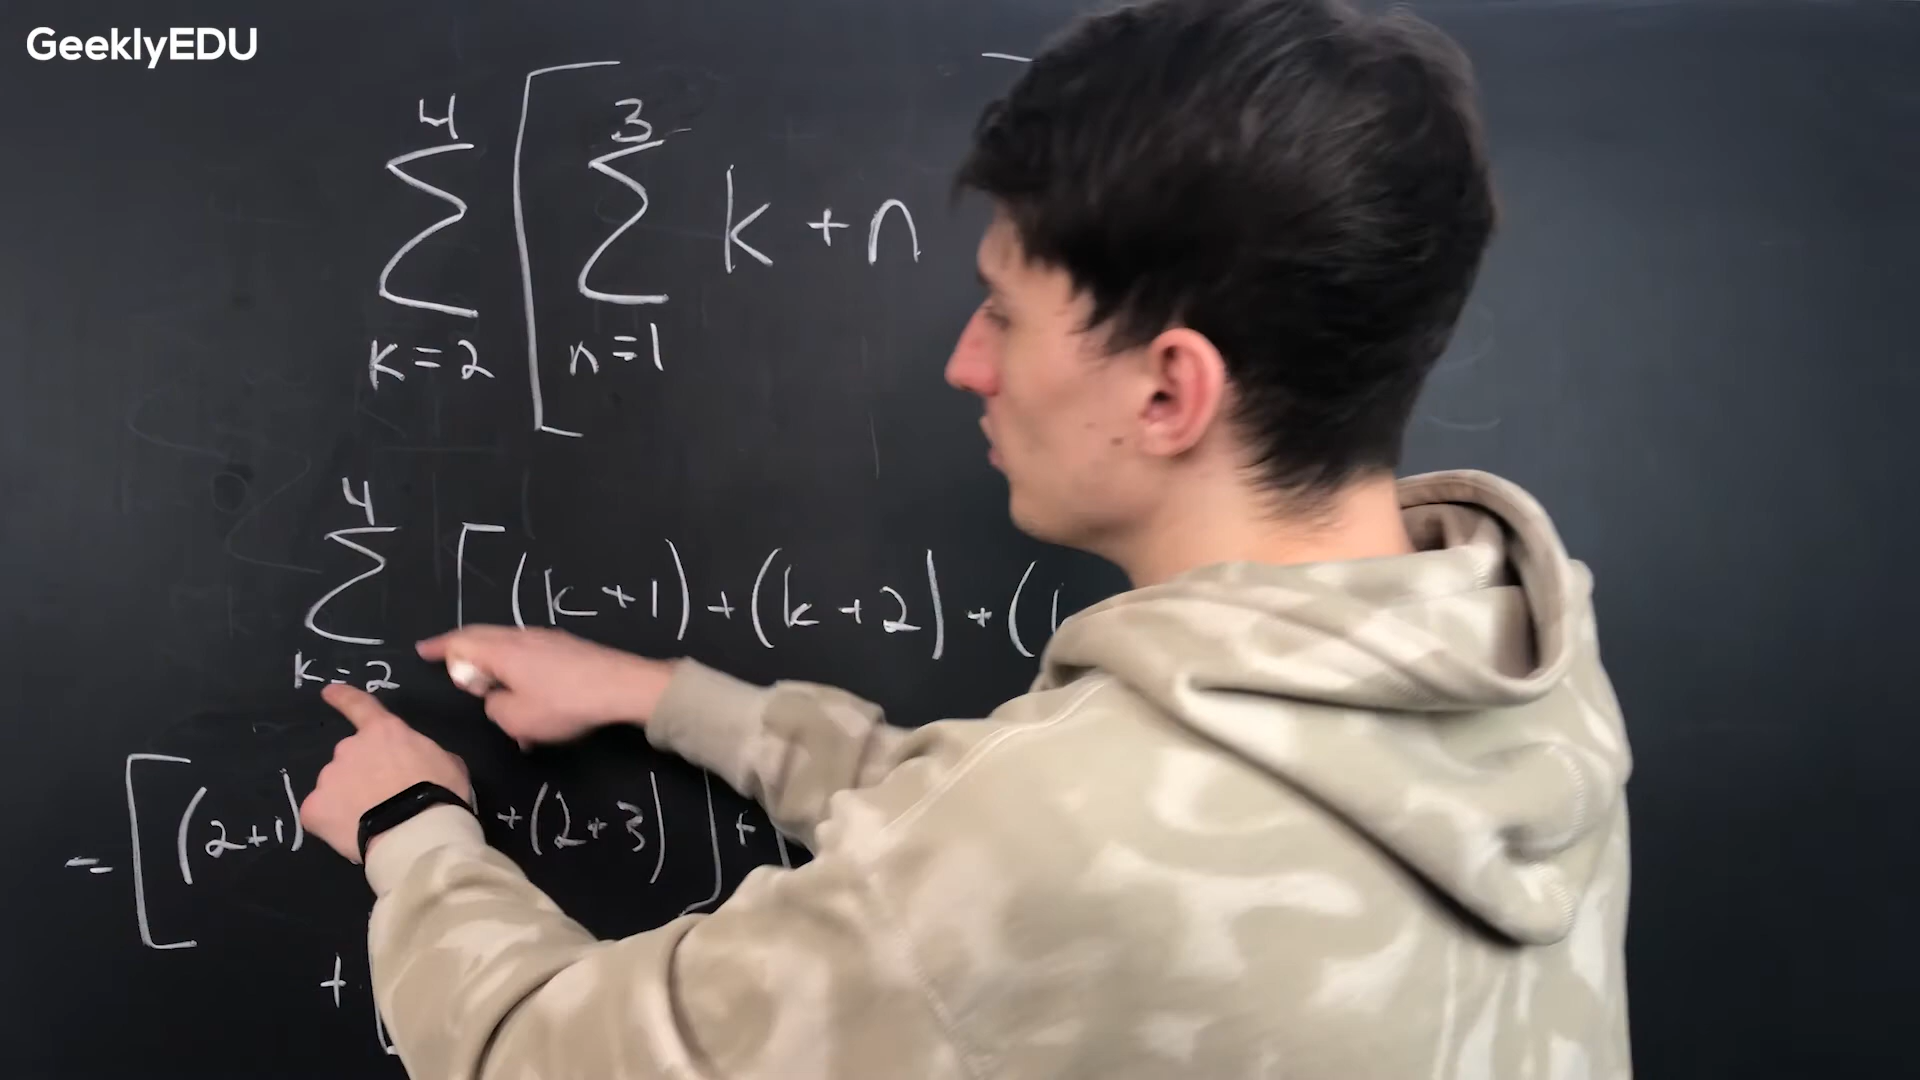 GeeklyEDU
4 3
∑ [ ∑ k + n
k=2 n=1
4
∑ [ (k+1) + (k+2) + (
k=2
= [ (2+1) + (2+3) ] + [
+ [